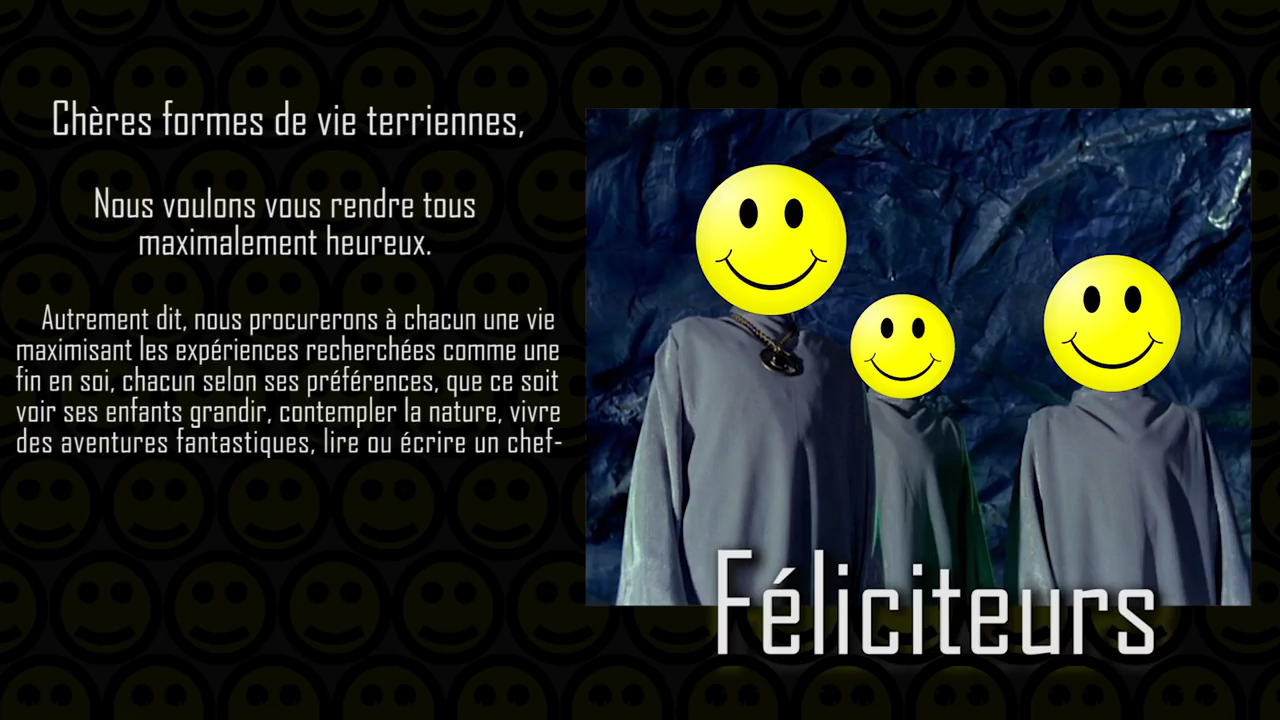 Chères formes de vie terriennes,
Nous voulons vous rendre tous
maximalement heureux.
Autrement dit, nous procurerons à chacun une vie
maximisant les expériences recherchées comme une
fin en soi, chacun selon ses préférences, que ce soit
voir ses enfants grandir, contempler la nature, vivre
des aventures fantastiques, lire ou écrire un chef-
Féliciteurs